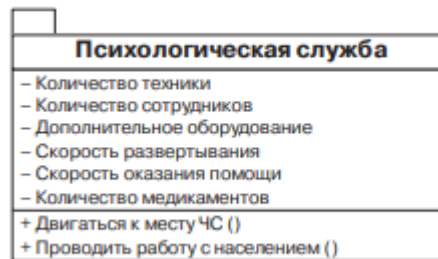 Психологическая служба
– Количество техники
– Количество сотрудников
– Дополнительное оборудование
– Скорость развертывания
– Скорость оказания помощи
– Количество медикаментов
+ Двигаться к месту ЧС ()
+ Проводить работу с населением ()